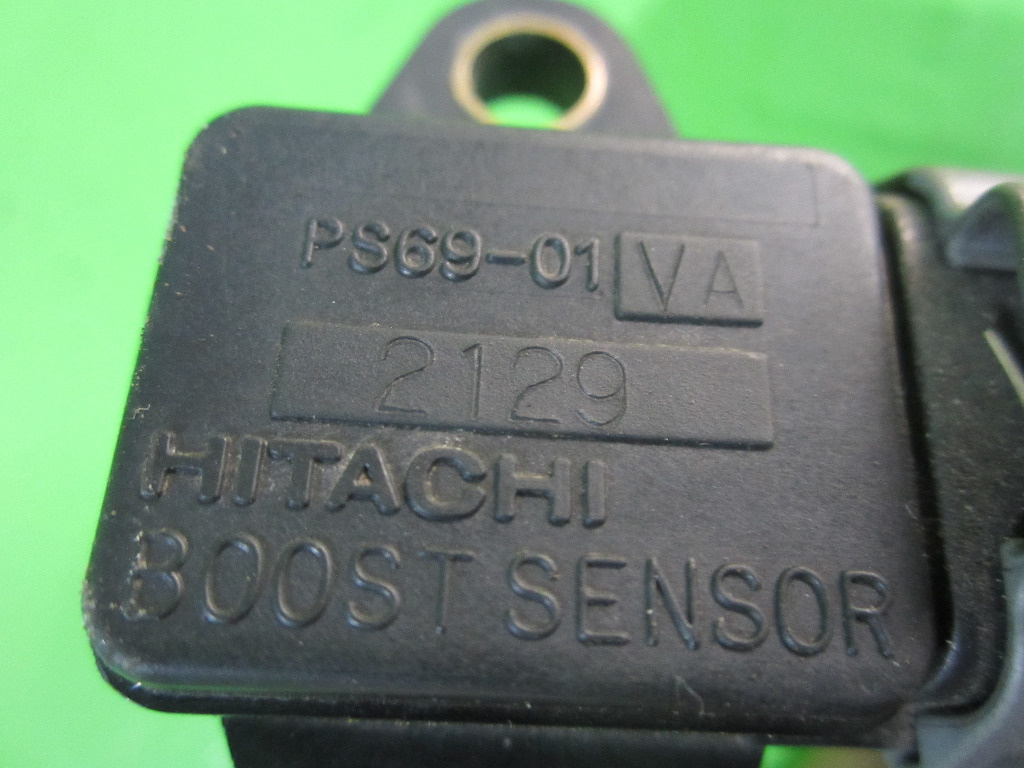 PS69-01 VA
2129
HITACHI
BOOST SENSOR